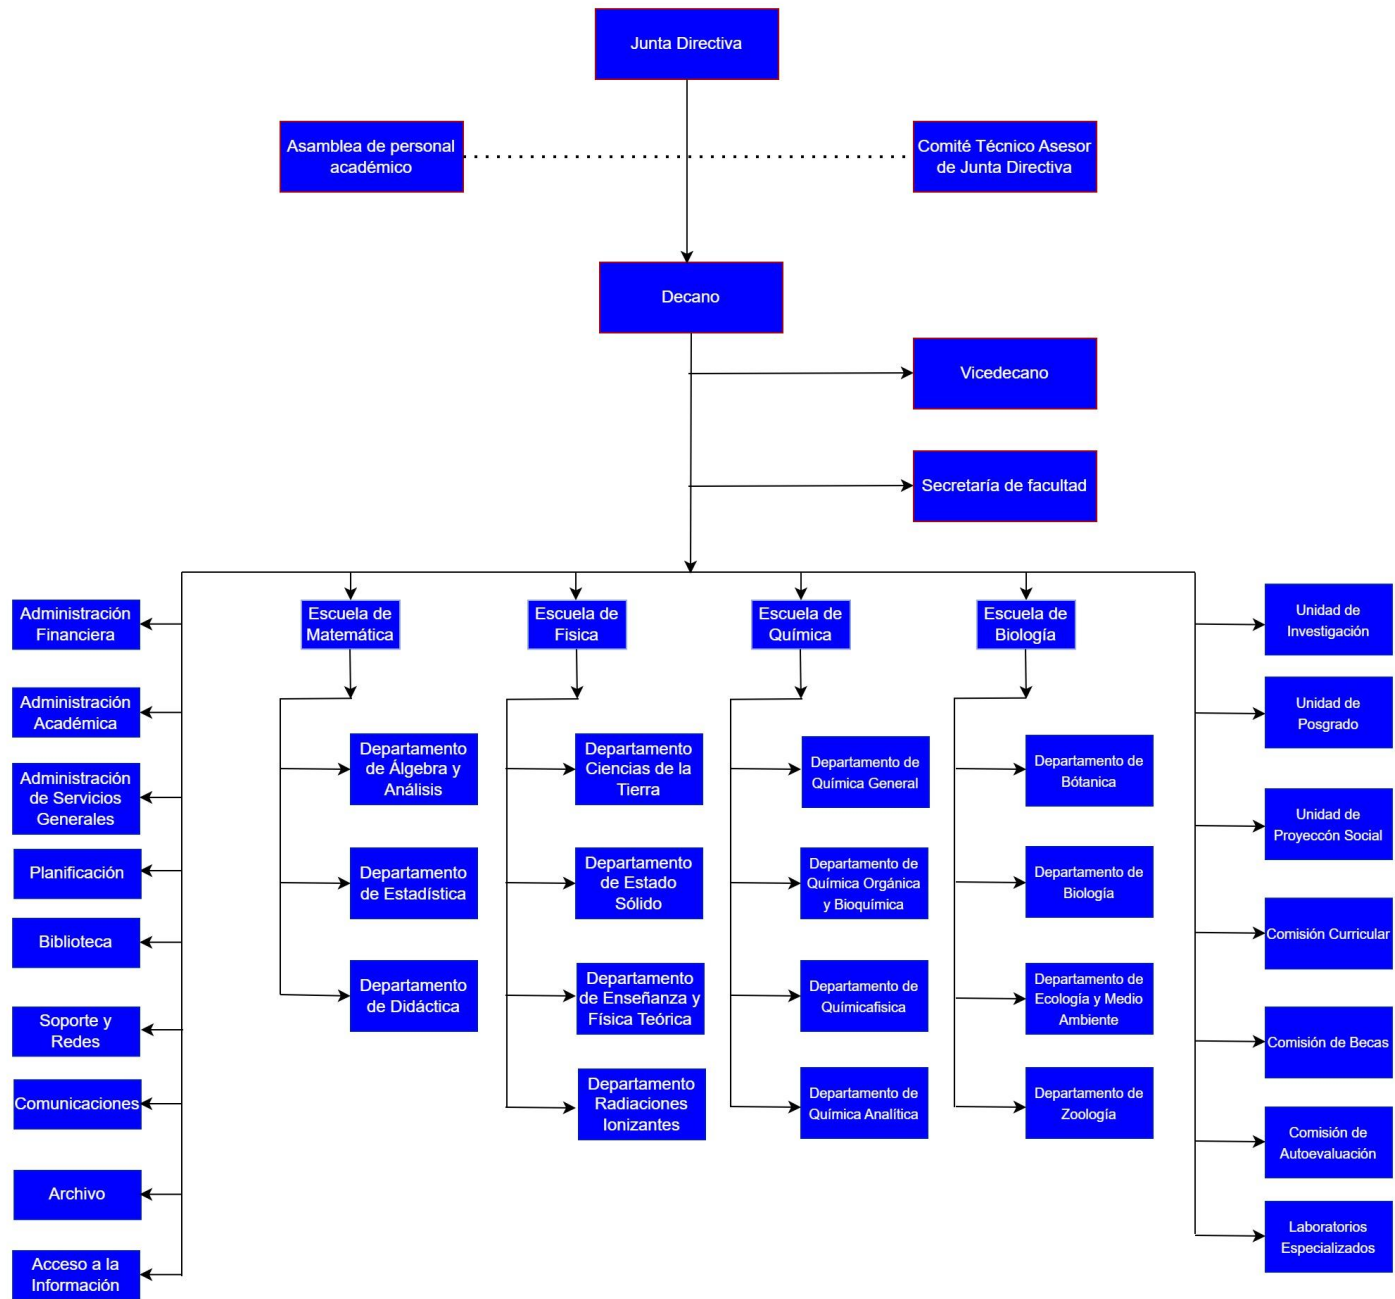 Junta Directiva
Asamblea de personal
académico
Comité Técnico Asesor
de Junta Directiva
Decano
Vicedecano
Secretaría de facultad
Administración
Financiera
Administración
Académica
Administración
de Servicios
Generales
Planificación
Biblioteca
Soporte y
Redes
Comunicaciones
Archivo
Acceso a la
Información
Escuela de
Matemática
Departamento
de Álgebra y
Análisis
Departamento
de Estadística
Departamento
de Didáctica
Escuela de
Fisica
Departamento
Ciencias de la
Tierra
Departamento
de Estado
Sólido
Departamento
de Enseñanza y
Física Teórica
Departamento
Radiaciones
Ionizantes
Escuela de
Química
Departamento de
Química General
Departamento de
Química Orgánica
y Bioquímica
Departamento de
Químicafisica
Departamento de
Química Analítica
Escuela de
Biología
Departamento de
Bótanica
Departamento de
Biología
Departamento de
Ecología y Medio
Ambiente
Departamento de
Zoología
Unidad de
Investigación
Unidad de
Posgrado
Unidad de
Proyeccón Social
Comisión Curricular
Comisión de Becas
Comisión de
Autoevaluación
Laboratorios
Especializados